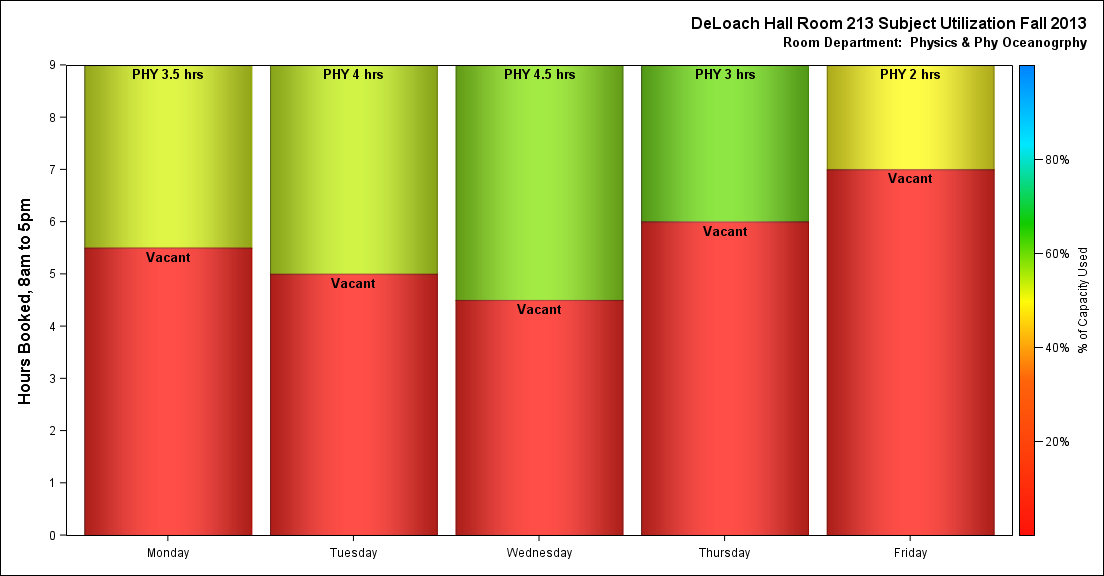 DeLoach Hall Room 213 Subject Utilization Fall 2013
Room Department:  Physics & Phy Oceanogrphy
Hours Booked, 8am to 5pm
9
8
7
6
5
4
3
2
1
0
PHY 3.5 hrs
PHY 4 hrs
PHY 4.5 hrs
PHY 3 hrs
PHY 2 hrs
Vacant
Vacant
Vacant
Vacant
Vacant
Monday
Tuesday
Wednesday
Thursday
Friday
80%
60%
40%
20%
% of Capacity Used